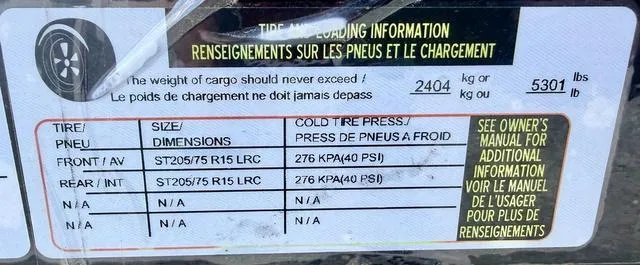 TIRE AND LOADING INFORMATION
RENSEIGNEMENTS SUR LES PNEUS ET LE CHARGEMENT
The weight of cargo should never exceed / 2404 kg or 5301 lbs
Le poids de chargement ne doit jamais depass kg ou lb
TIRE/ SIZE/ COLD TIRE PRESS./
PNEU DIMENSIONS PRESS DE PNEUS A FROID
FRONT / AV ST205/75 R15 LRC 276 KPA(40 PSI)
REAR / INT ST205/75 R15 LRC 276 KPA(40 PSI)
N / A N / A N / A
N / A N / A N / A
SEE OWNER'S
MANUAL FOR
ADDITIONAL
INFORMATION
VOIR LE MANUEL
DE L'USAGER
POUR PLUS DE
RENSEIGNEMENTS